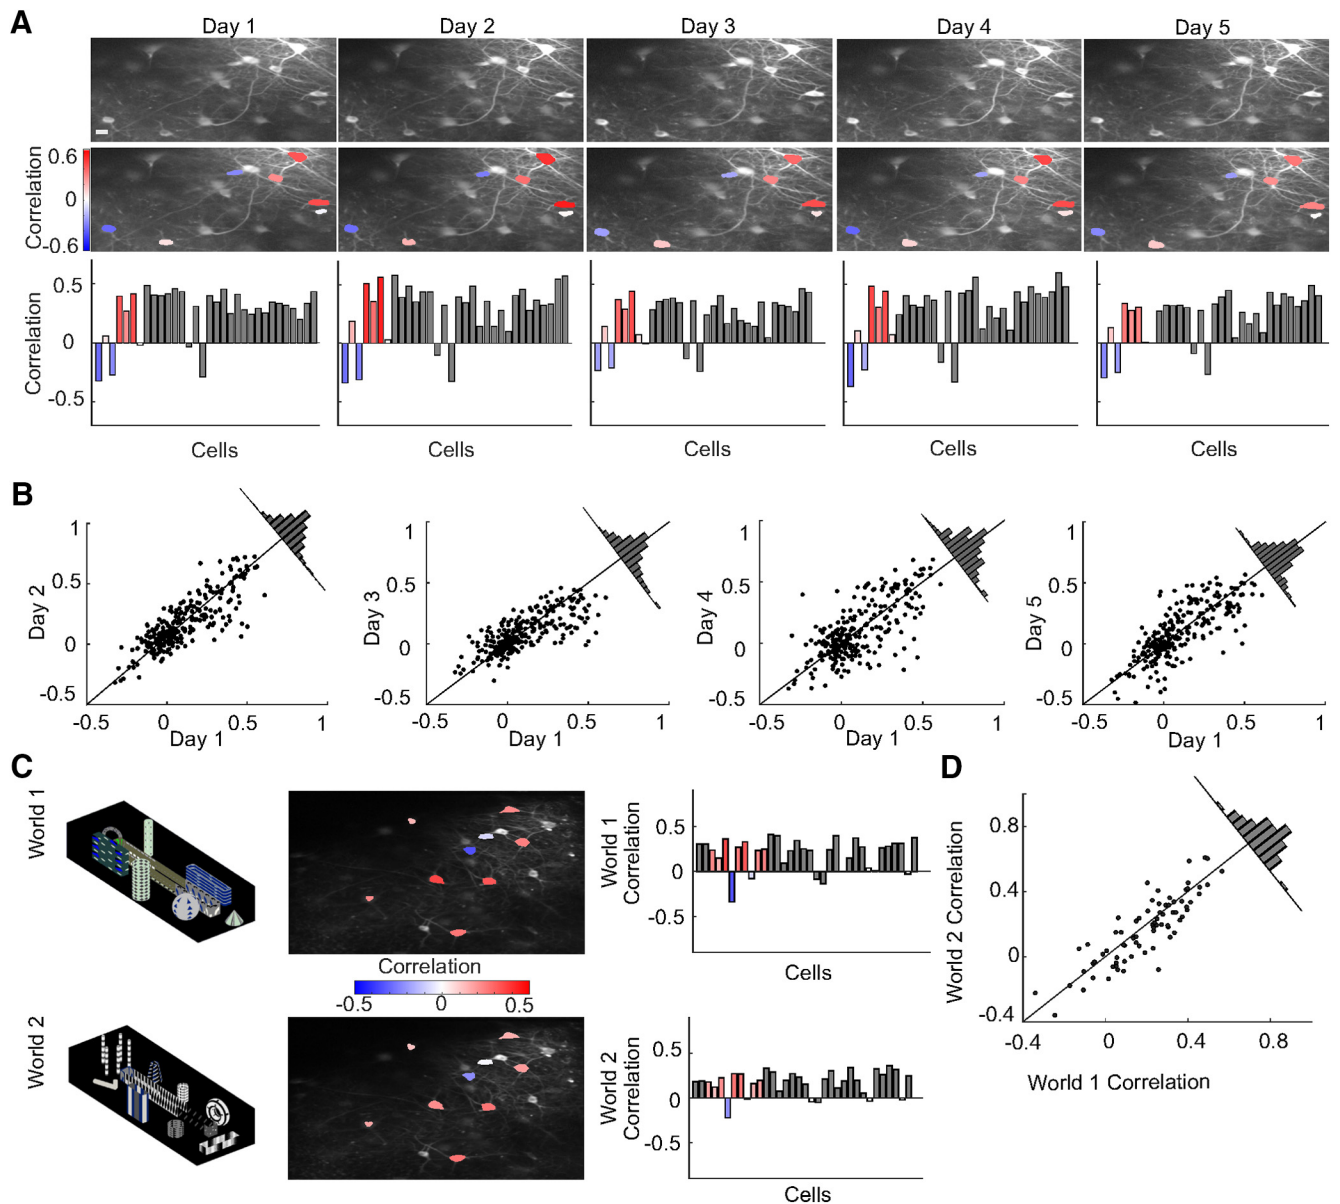 A
Day 1 Day 2 Day 3 Day 4 Day 5
Correlation
0.6
0
-0.6
Correlation
0.5
0
-0.5
Cells Cells Cells Cells Cells
B
Day 2
1
0.5
0
-0.5
-0.5 0 0.5 1
Day 1
Day 3
1
0.5
0
-0.5
-0.5 0 0.5 1
Day 1
Day 4
1
0.5
0
-0.5
-0.5 0 0.5 1
Day 1
Day 5
1
0.5
0
-0.5
-0.5 0 0.5 1
Day 1
C
World 1
World 1
Correlation
0.5
0
-0.5
Cells
Correlation
-0.5 0 0.5
World 2
World 2
Correlation
0.5
0
-0.5
Cells
D
World 2 Correlation
0.8
0.4
0
-0.4
-0.4 0 0.4 0.8
World 1 Correlation